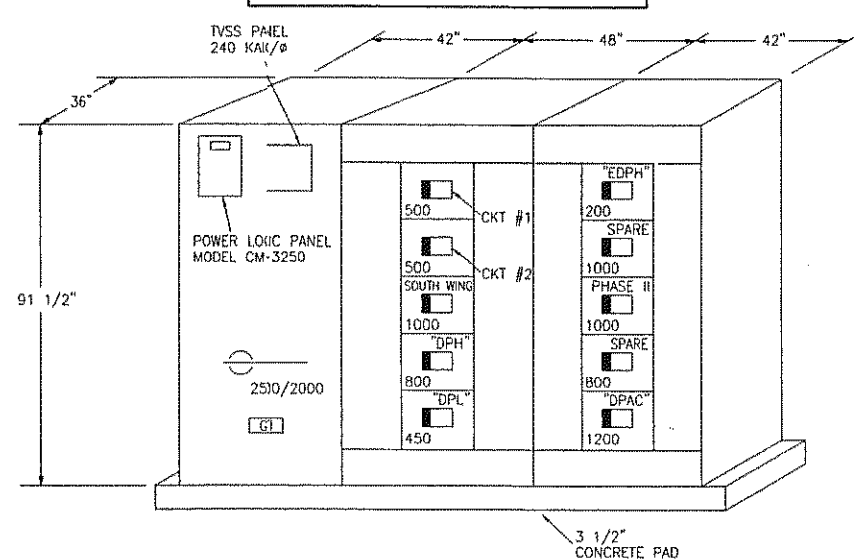 TVSS PANEL
240 KAIC/Ø
42"
48"
42"
36"
91 1/2"
POWER LOGIC PANEL
MODEL CM-3250
2500/2000
GFI
500
CKT #1
500
CKT #2
SOUTH WING
1000
"DPH"
800
"DPL"
450
"EDPH"
200
SPARE
1000
PHASE II
1000
SPARE
800
"DPAC"
1200
3 1/2"
CONCRETE PAD